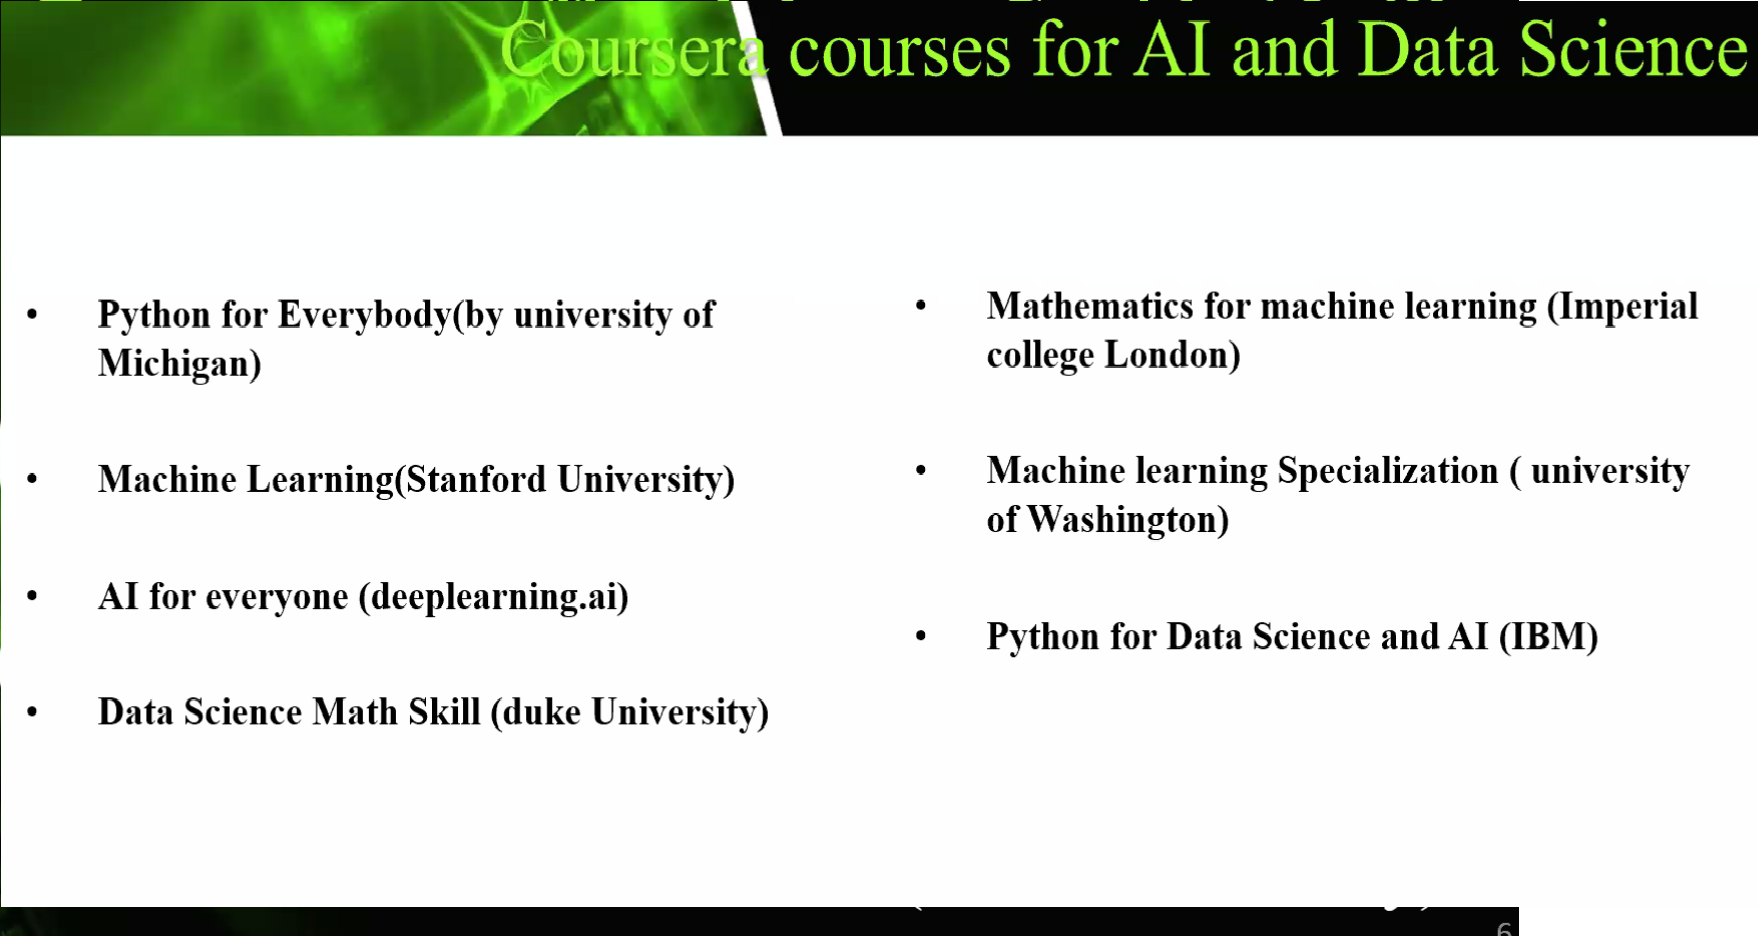 Coursera courses for AI and Data Science
• Python for Everybody(by university of
Michigan)
• Machine Learning(Stanford University)
• AI for everyone (deeplearning.ai)
• Data Science Math Skill (duke University)
• Mathematics for machine learning (Imperial
college London)
• Machine learning Specialization ( university
of Washington)
• Python for Data Science and AI (IBM)
6